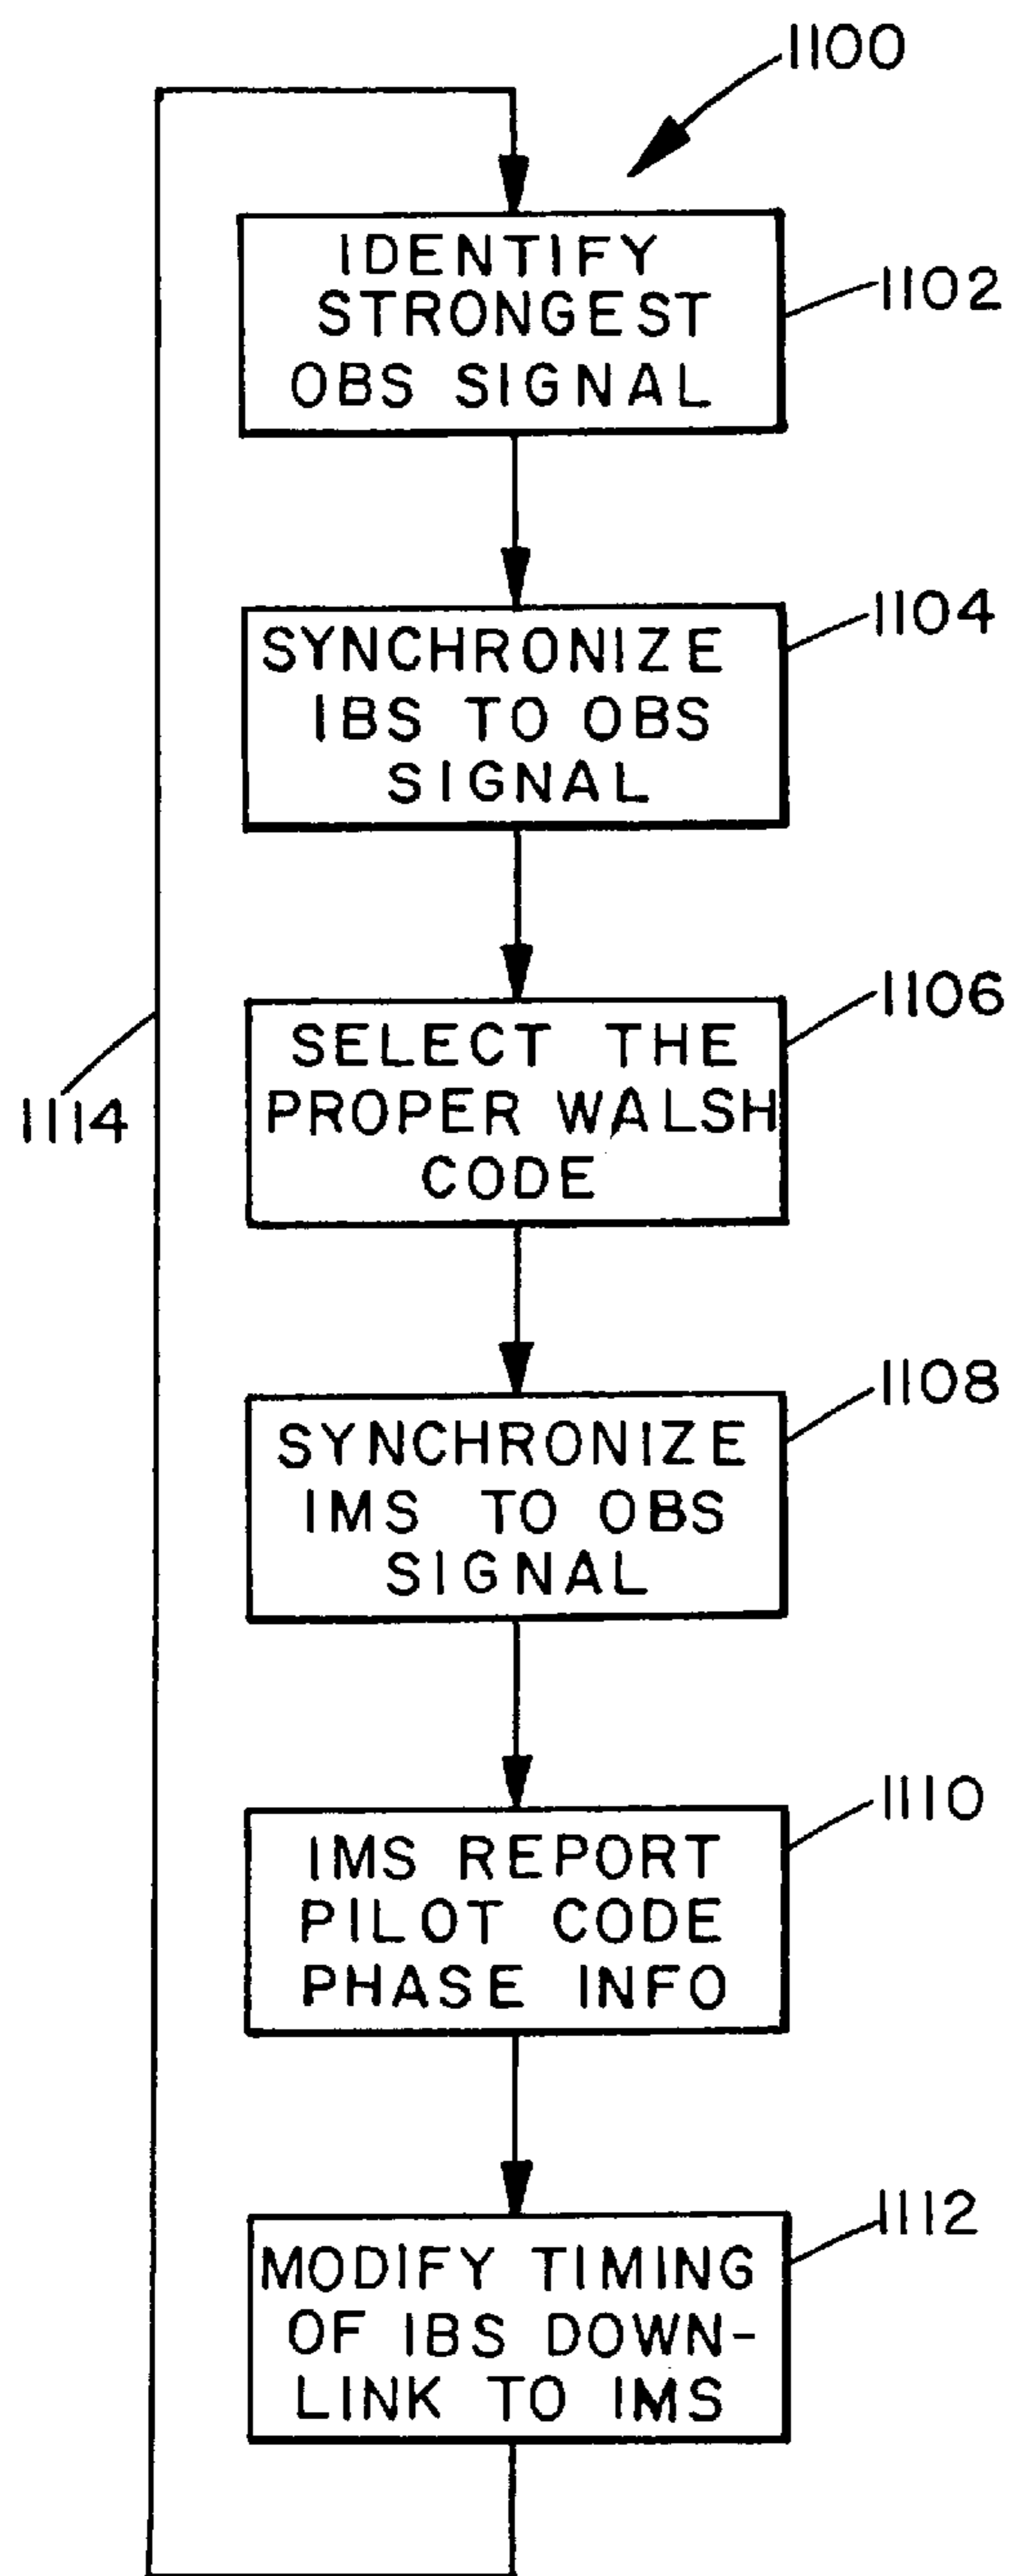 1100
IDENTIFY
STRONGEST
OBS SIGNAL
1102
SYNCHRONIZE
IBS TO OBS
SIGNAL
1104
SELECT THE
PROPER WALSH
CODE
1106
1114
SYNCHRONIZE
IMS TO OBS
SIGNAL
1108
IMS REPORT
PILOT CODE
PHASE INFO
1110
MODIFY TIMING
OF IBS DOWN-
LINK TO IMS
1112